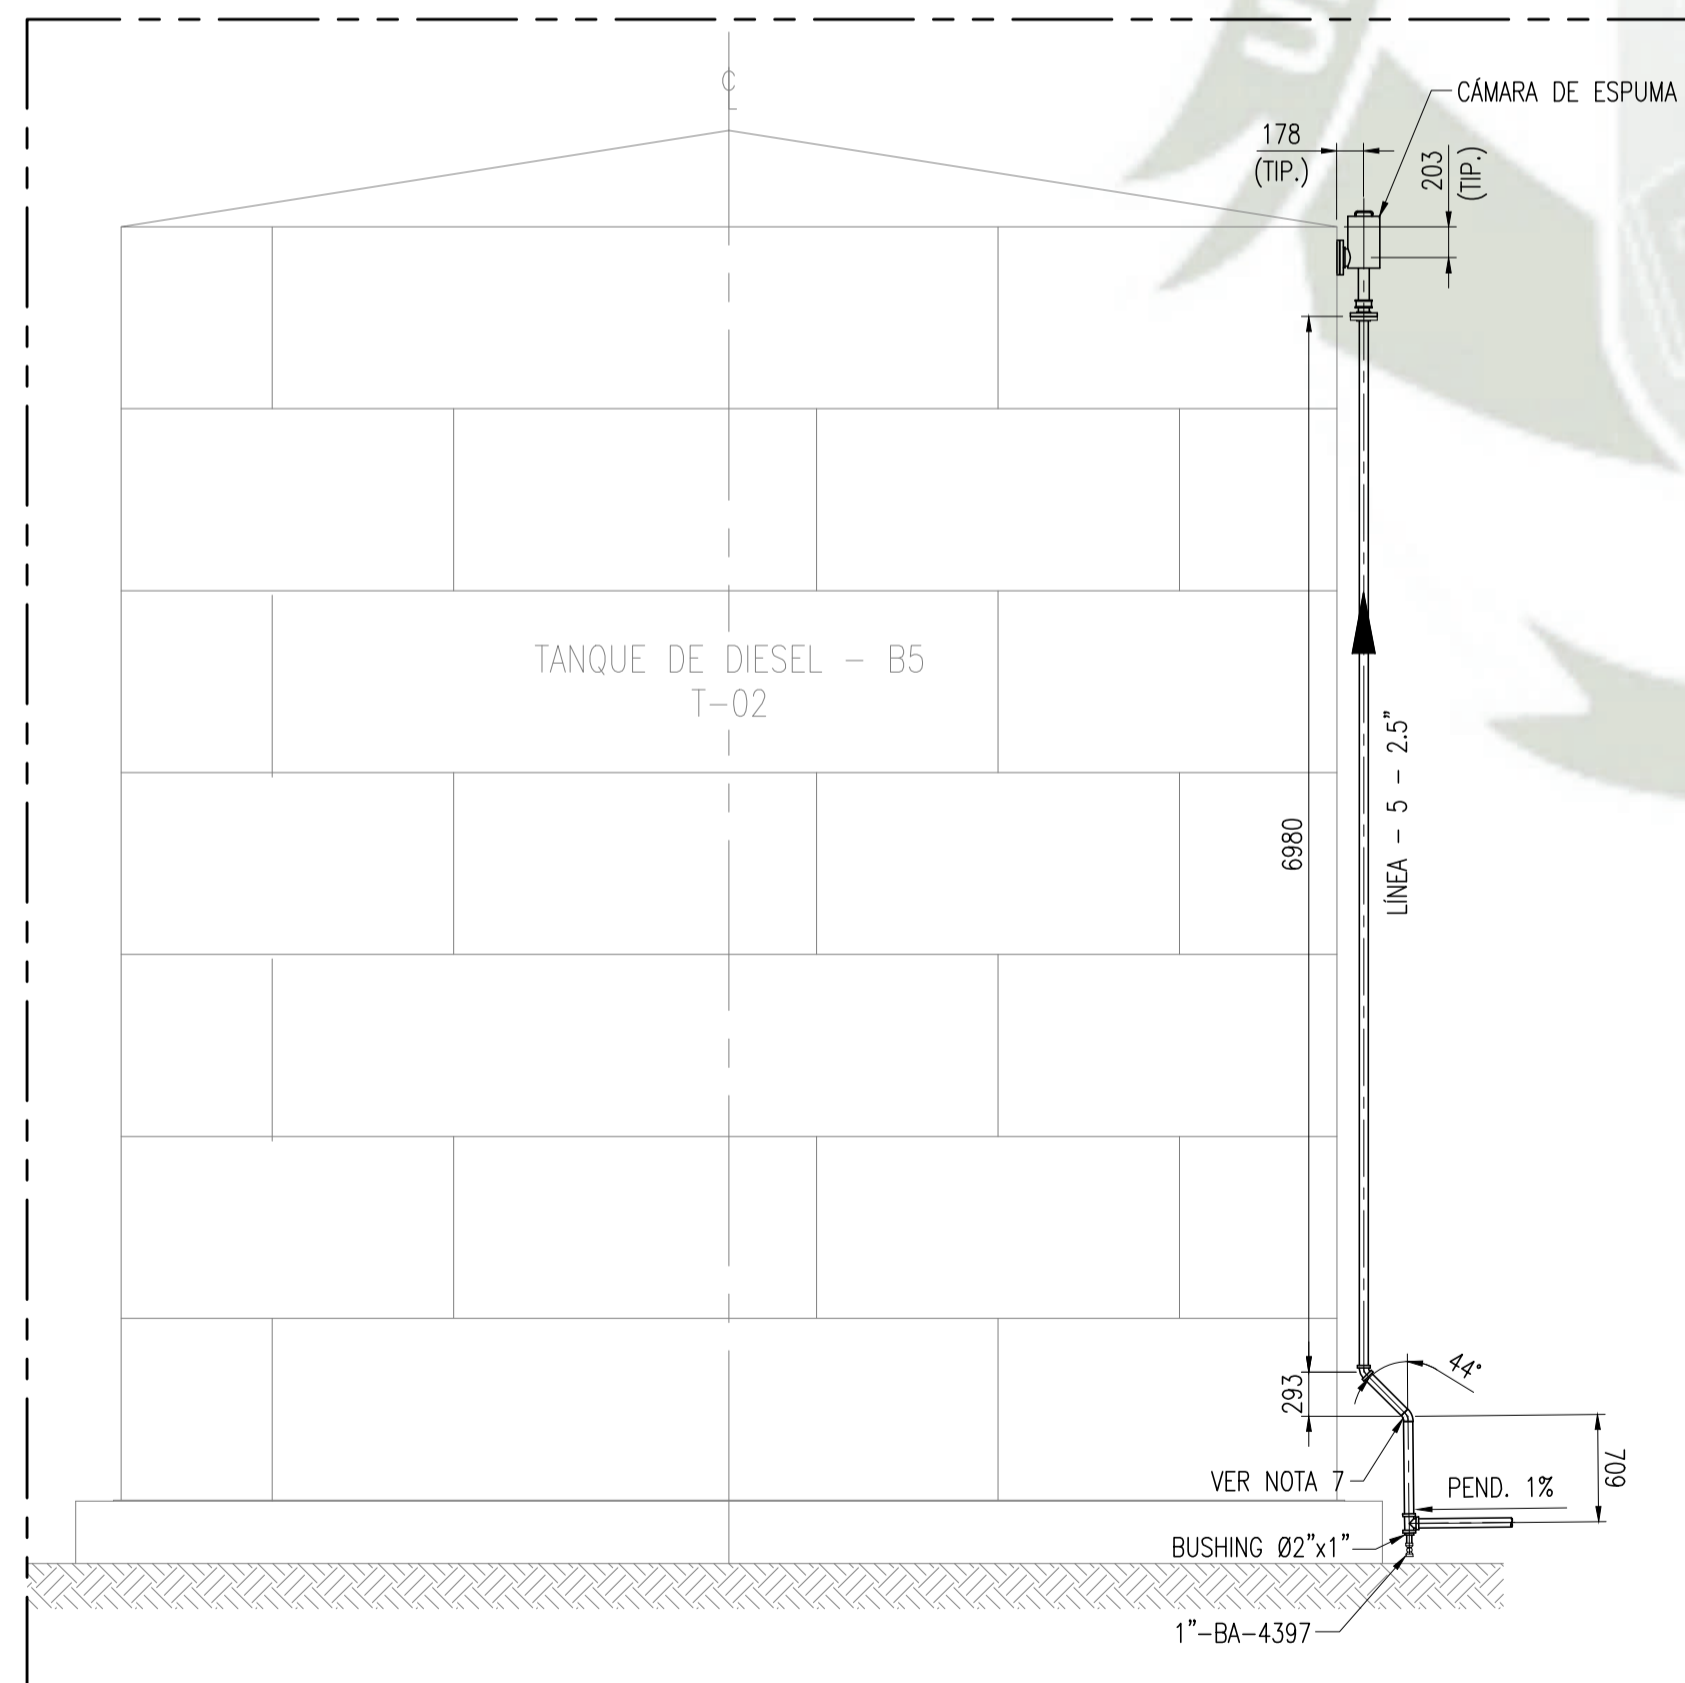 CL
CÁMARA DE ESPUMA
178
(TIP.)
203
(TIP.)
TANQUE DE DIESEL - B5
T-02
LÍNEA - 5 - 2.5"
6980
44°
293
709
VER NOTA 7
PEND. 1%
BUSHING Ø2"x1"
1"-BA-4397